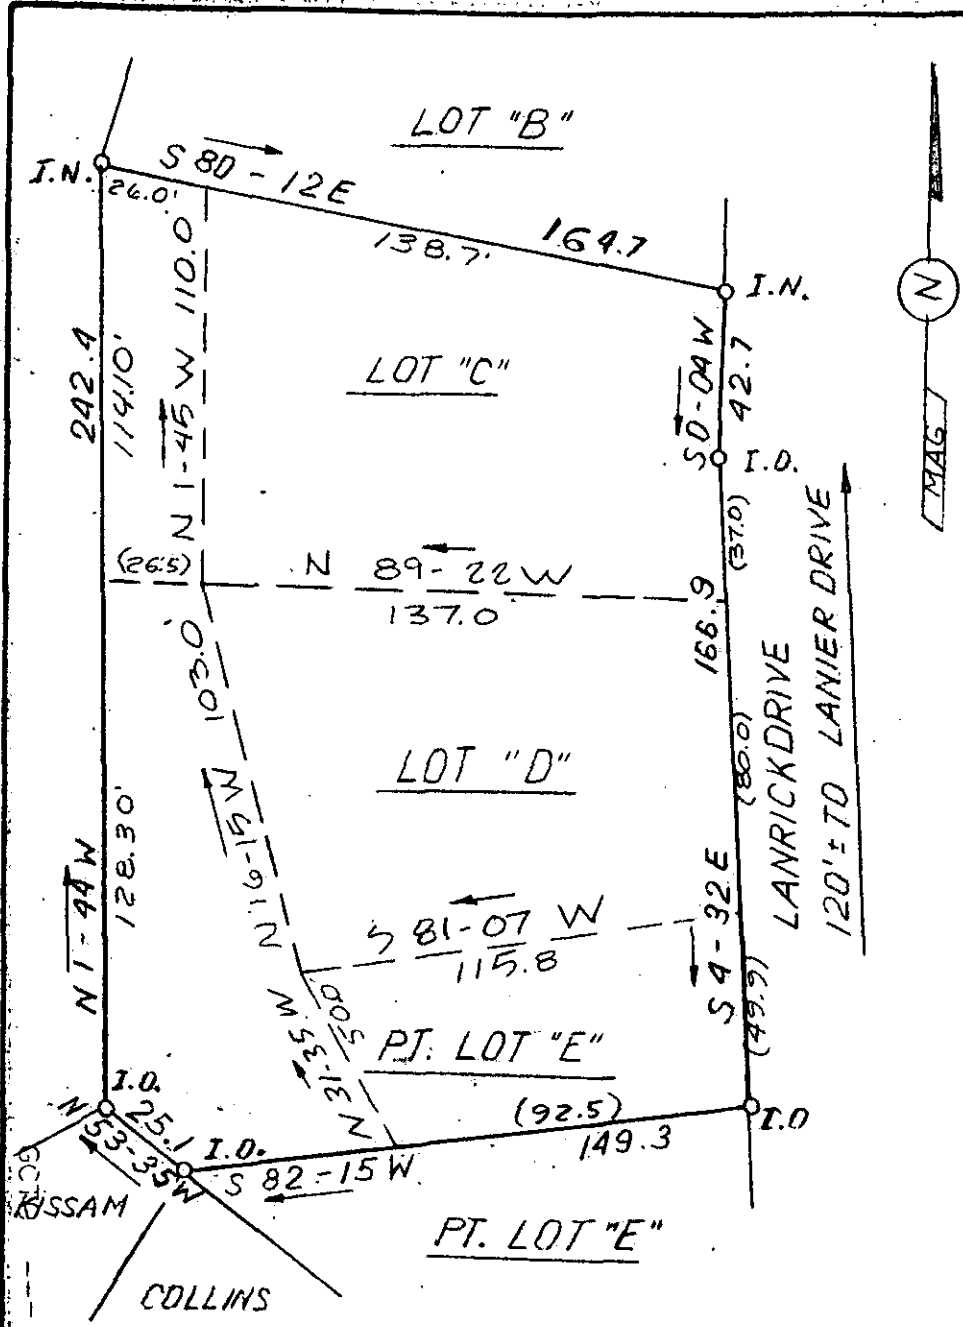 LOT "B"
I.N.
S 80 - 12 E
26.0'
138.7'
164.7
I.N.
N
MAG
242.4
114.10'
N 1-45 W 110.0
LOT "C"
S 0-04 W
42.7
I.O.
(37.0)
(26.5)
N 89-22 W
137.0
166.9
103.0'
N 16-15 W
LOT "D"
(80.0)
LANRICK DRIVE
120'± TO LANIER DRIVE
N 1-44 W
128.30'
S 81-07 W
115.8
S 4-32 E
(49.9)
N 31-35 W
50.0
PT. LOT "E"
I.O.
N 53-35 W
25.1
I.O.
(92.5)
149.3
S 82-15 W
I.O
KISSAM
PT. LOT "E"
COLLINS